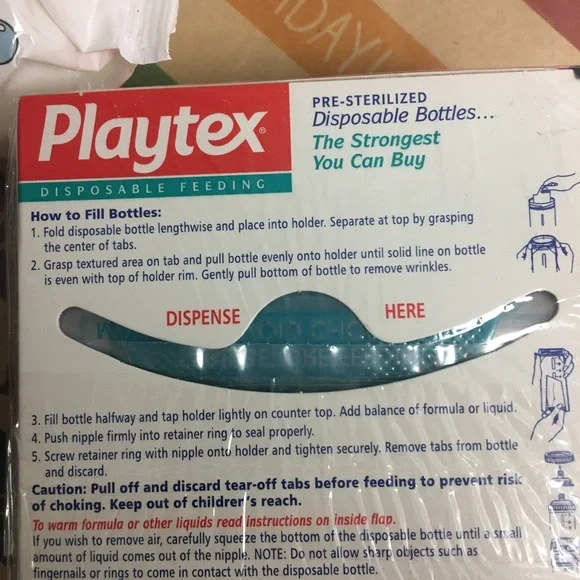 DAY!
Playtex®
DISPOSABLE FEEDING
PRE-STERILIZED
Disposable Bottles...
The Strongest
You Can Buy
How to Fill Bottles:
1. Fold disposable bottle lengthwise and place into holder. Separate at top by grasping
the center of tabs.
2. Grasp textured area on tab and pull bottle evenly onto holder until solid line on bottle
is even with top of holder rim. Gently pull bottom of bottle to remove wrinkles.
DISPENSE HERE
3. Fill bottle halfway and tap holder lightly on counter top. Add balance of formula or liquid.
4. Push nipple firmly into retainer ring to seal properly.
5. Screw retainer ring with nipple onto holder and tighten securely. Remove tabs from bottle
and discard.
Caution: Pull off and discard tear-off tabs before feeding to prevent risk
of choking. Keep out of children's reach.
To warm formula or other liquids read instructions on inside flap.
If you wish to remove air, carefully squeeze the bottom of the disposable bottle until a small
amount of liquid comes out of the nipple. NOTE: Do not allow sharp objects such as
fingernails or rings to come in contact with the disposable bottle.